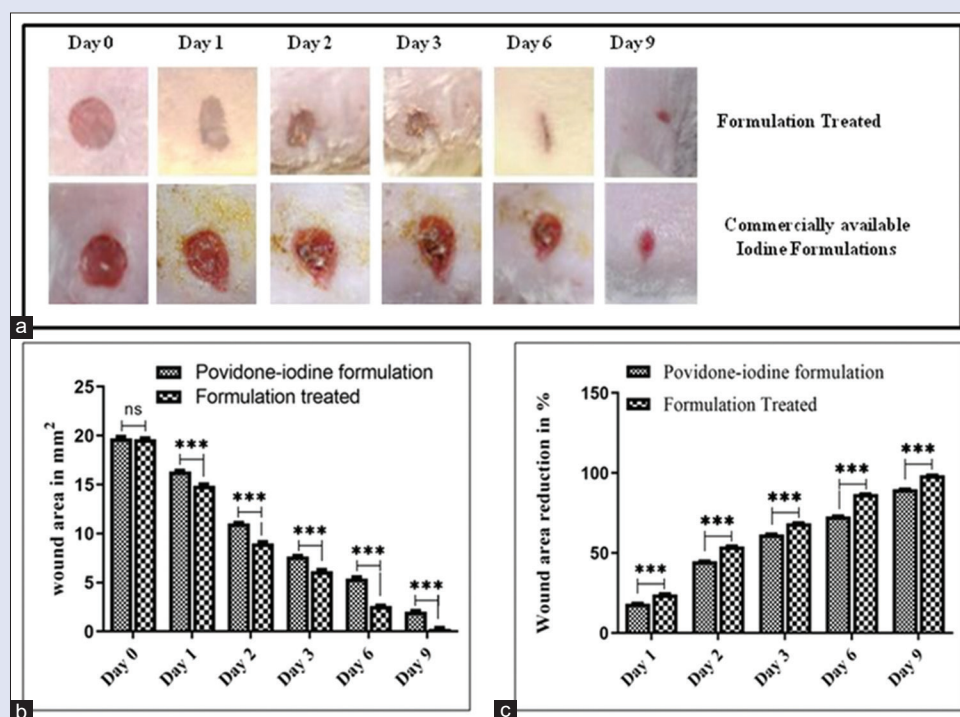 Day 0 Day 1 Day 2 Day 3 Day 6 Day 9
Formulation Treated
Commercially available
Iodine Formulations
a
Povidone-iodine formulation
Formulation treated
wound area in mm²
25
20
15
10
5
0
ns
***
***
***
***
***
Day 0 Day 1 Day 2 Day 3 Day 6 Day 9
b
Povidone-iodine formulation
Formulation Treated
Wound area reduction in %
150
100
50
0
***
***
***
***
***
Day 1 Day 2 Day 3 Day 6 Day 9
c